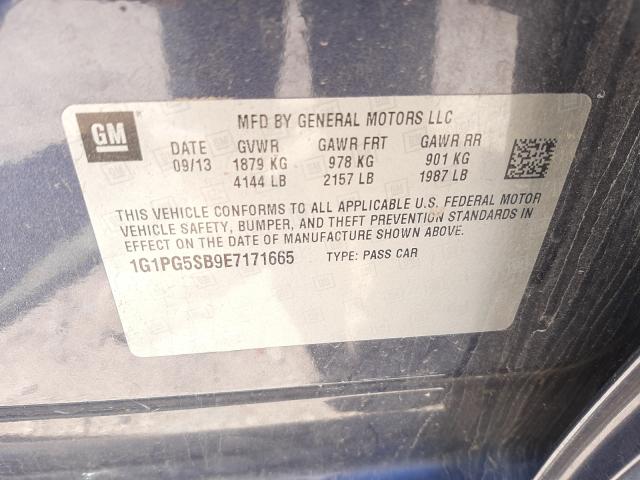 GM
MFD BY GENERAL MOTORS LLC
DATE GVWR GAWR FRT GAWR RR
09/13 1879 KG 978 KG 901 KG
4144 LB 2157 LB 1987 LB
THIS VEHICLE CONFORMS TO ALL APPLICABLE U.S. FEDERAL MOTOR
VEHICLE SAFETY, BUMPER, AND THEFT PREVENTION STANDARDS IN
EFFECT ON THE DATE OF MANUFACTURE SHOWN ABOVE.
1G1PG5SB9E7171665 TYPE: PASS CAR